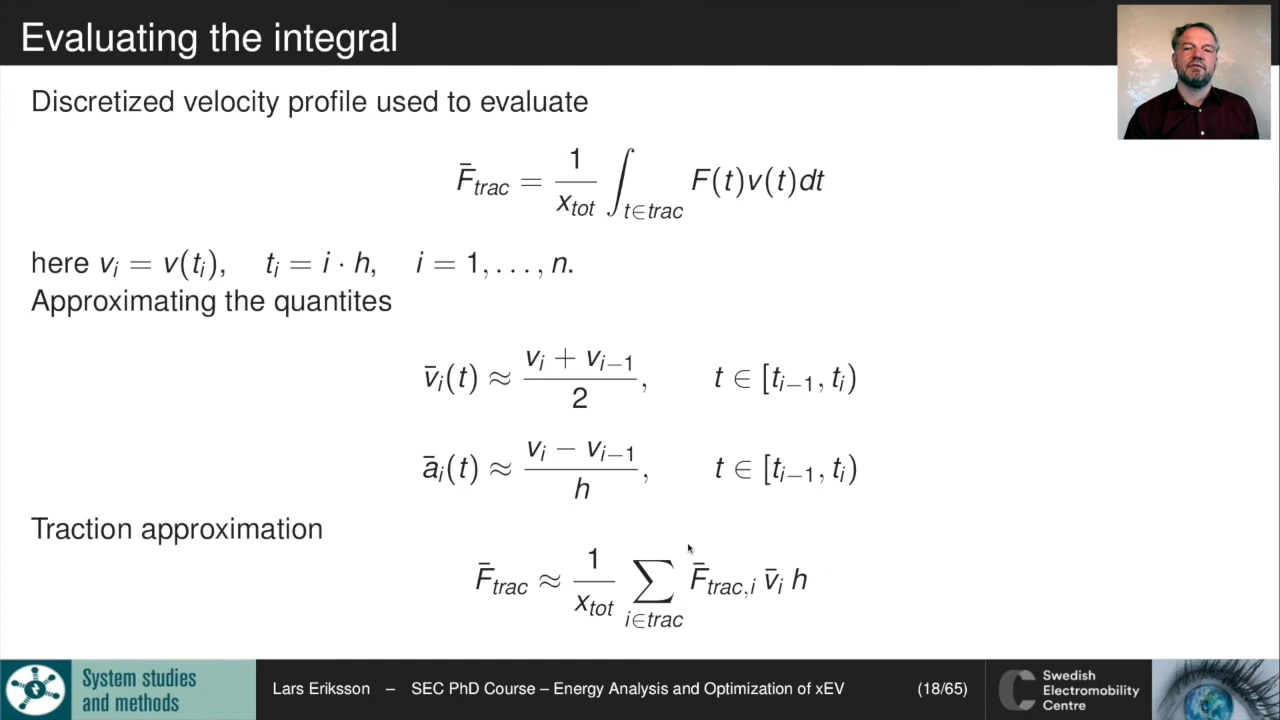 Evaluating the integral
Discretized velocity profile used to evaluate
F̄_trac = 1/x_tot ∫_{t∈trac} F(t)v(t)dt
here v_i = v(t_i), t_i = i · h, i = 1, . . . , n.
Approximating the quantites
v̄_i(t) ≈ (v_i + v_{i−1})/2, t ∈ [t_{i−1}, t_i)
ā_i(t) ≈ (v_i − v_{i−1})/h, t ∈ [t_{i−1}, t_i)
Traction approximation
F̄_trac ≈ 1/x_tot ∑_{i∈trac} F̄_{trac,i} v̄_i h
System studies
and methods
Lars Eriksson – SEC PhD Course – Energy Analysis and Optimization of xEV (18/65)
Swedish
Electromobility
Centre